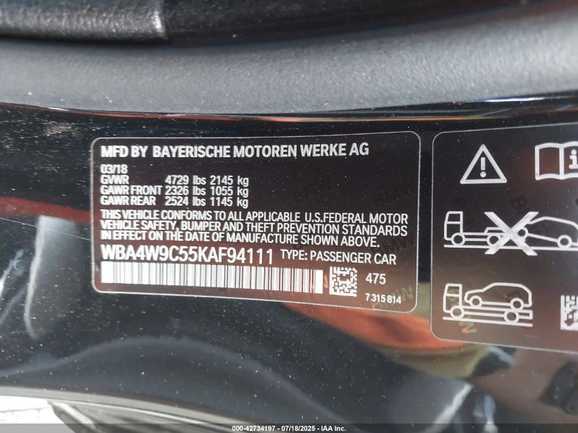 MFD BY BAYERISCHE MOTOREN WERKE AG
03/18
GVWR 4729 lbs 2145 kg
GAWR FRONT 2326 lbs 1055 kg
GAWR REAR 2524 lbs 1145 kg
THIS VEHICLE CONFORMS TO ALL APPLICABLE U.S.FEDERAL MOTOR
VEHICLE SAFETY, BUMPER AND THEFT PREVENTION STANDARDS
IN EFFECT ON THE DATE OF MANUFACTURE SHOWN ABOVE.
WBA4W9C55KAF94111 TYPE: PASSENGER CAR
475
7 315 814
000-42734197 - 07/18/2025 - IAA Inc.